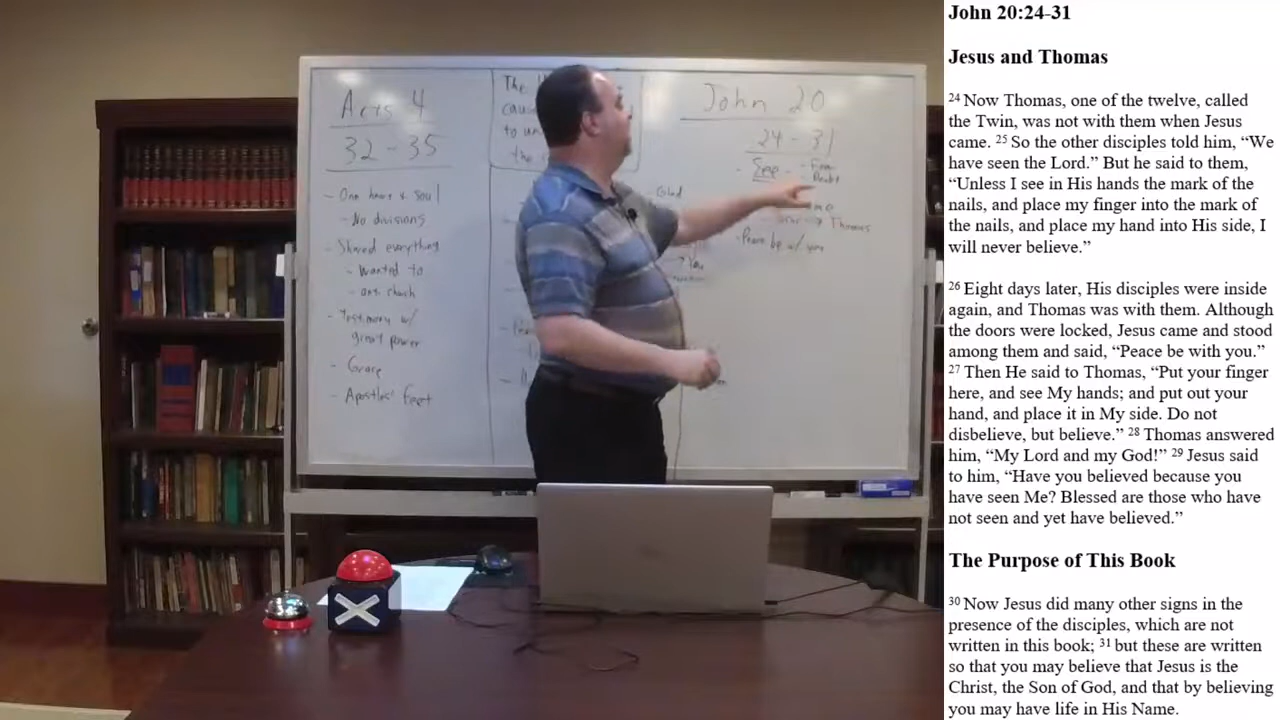 Acts 4
32 - 35
- One heart & soul
- No divisions
- Shared everything
- Wanted to
- Testimony w/
great power
- Grace
- Apostles' Feet
The
caus
to un
the
John 20
24 - 31
- See - Fear
- Doubt
Glad
me
Thomas
- Peace be w/ you
→ You
John 20:24-31
Jesus and Thomas
24 Now Thomas, one of the twelve, called
the Twin, was not with them when Jesus
came. 25 So the other disciples told him, “We
have seen the Lord.” But he said to them,
“Unless I see in His hands the mark of the
nails, and place my finger into the mark of
the nails, and place my hand into His side, I
will never believe.”
26 Eight days later, His disciples were inside
again, and Thomas was with them. Although
the doors were locked, Jesus came and stood
among them and said, “Peace be with you.”
27 Then He said to Thomas, “Put your finger
here, and see My hands; and put out your
hand, and place it in My side. Do not
disbelieve, but believe.” 28 Thomas answered
him, “My Lord and my God!” 29 Jesus said
to him, “Have you believed because you
have seen Me? Blessed are those who have
not seen and yet have believed.”
The Purpose of This Book
30 Now Jesus did many other signs in the
presence of the disciples, which are not
written in this book; 31 but these are written
so that you may believe that Jesus is the
Christ, the Son of God, and that by believing
you may have life in His Name.